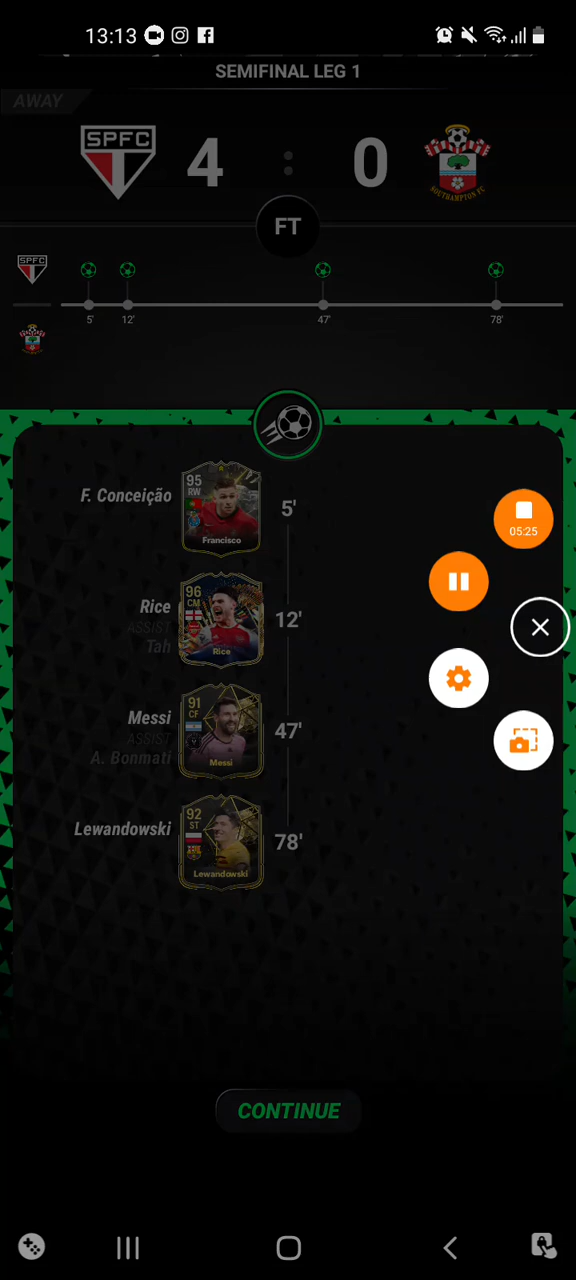 13:13
SEMIFINAL LEG 1
AWAY
SPFC 4 : 0 SOUTHAMPTON FC
FT
SPFC
5' 12' 47' 78'
F. Conceição
95
RW
Francisco
5'
05:25
Rice
ASSIST
Tah
96
CM
Rice
12'
Messi
ASSIST
A. Bonmatí
91
CF
Messi
47'
Lewandowski
92
ST
Lewandowski
78'
CONTINUE